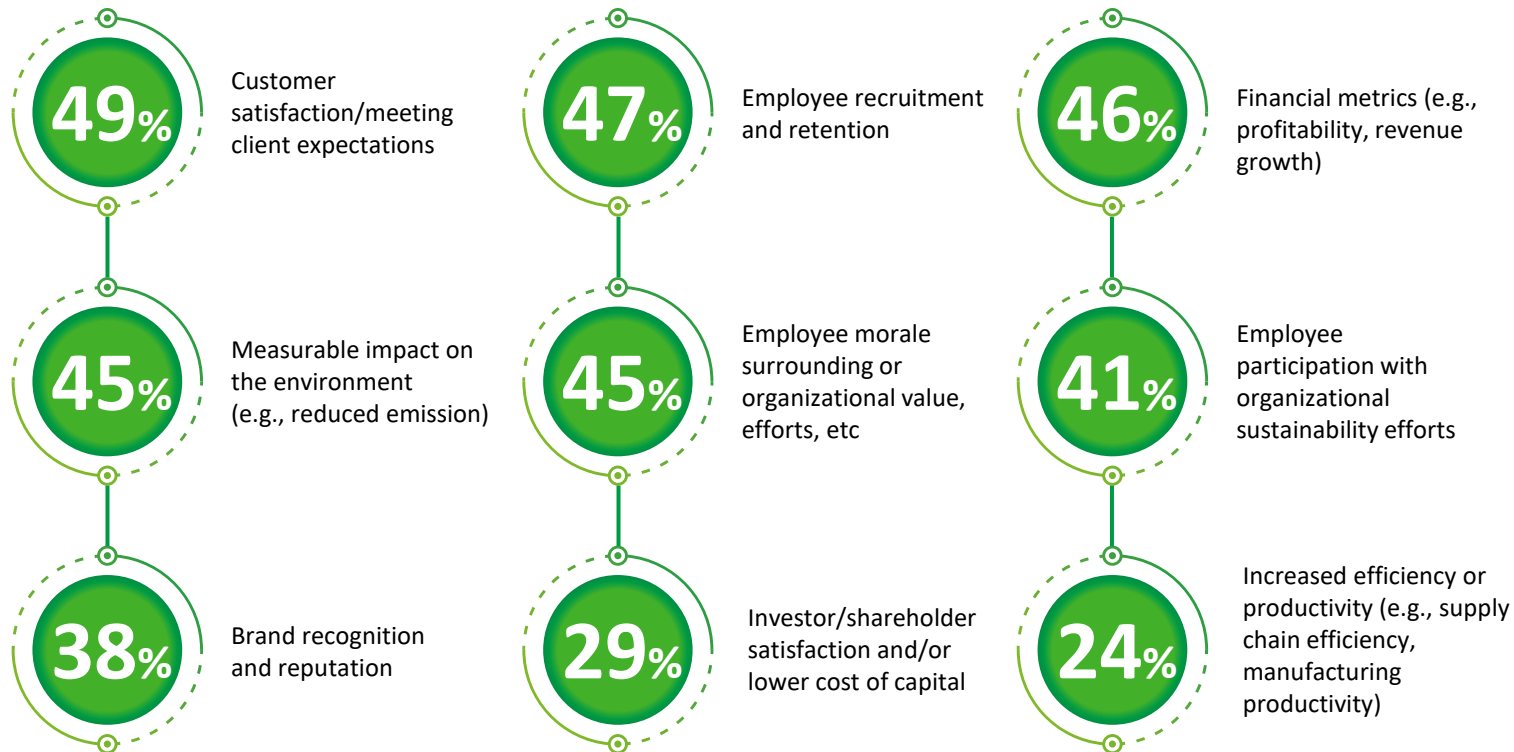 49%
Customer
satisfaction/meeting
client expectations
47%
Employee recruitment
and retention
46%
Financial metrics (e.g.,
profitability, revenue
growth)
45%
Measurable impact on
the environment
(e.g., reduced emission)
45%
Employee morale
surrounding or
organizational value,
efforts, etc
41%
Employee
participation with
organizational
sustainability efforts
38%
Brand recognition
and reputation
29%
Investor/shareholder
satisfaction and/or
lower cost of capital
24%
Increased efficiency or
productivity (e.g., supply
chain efficiency,
manufacturing
productivity)